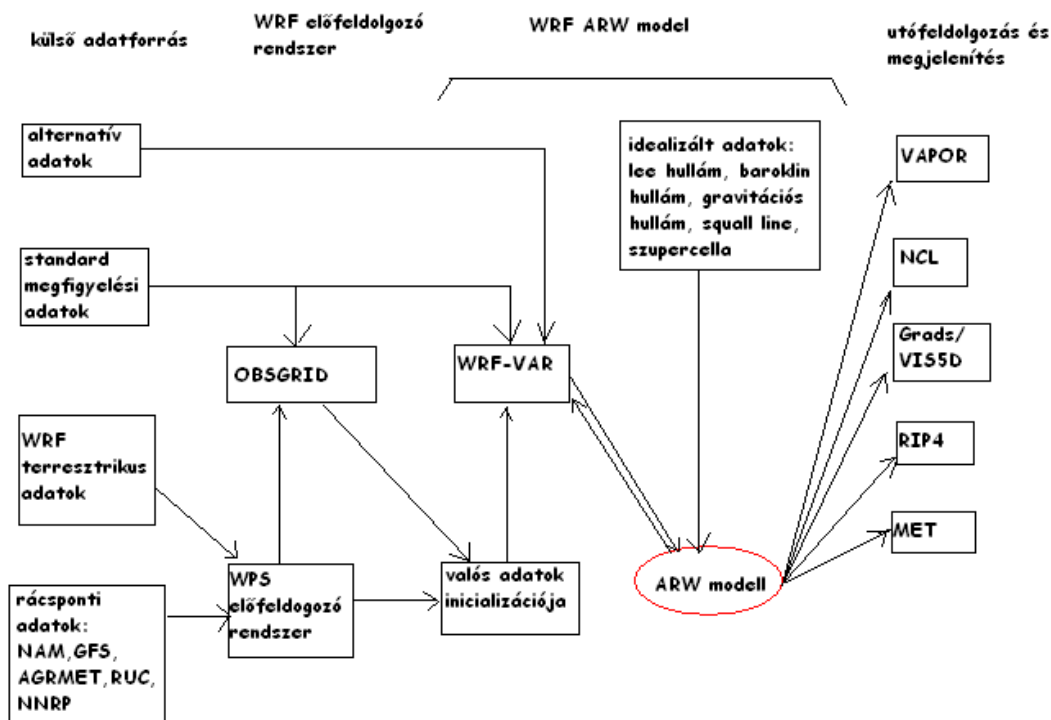 külső adatforrás
WRF előfeldolgozó
rendszer
WRF ARW model
utófeldolgozás és
megjelenítés
alternatív
adatok
idealizált adatok:
lee hullám, baroklin
hullám, gravitációs
hullám, squall line,
szupercella
VAPOR
standard
megfigyelési
adatok
NCL
OBSGRID
WRF-VAR
Grads/
VIS5D
WRF
terresztrikus
adatok
RIP4
MET
WPS
előfeldogozó
rendszer
valós adatok
inicializációja
ARW modell
rácsponti
adatok:
NAM,GFS,
AGRMET,RUC,
NNRP